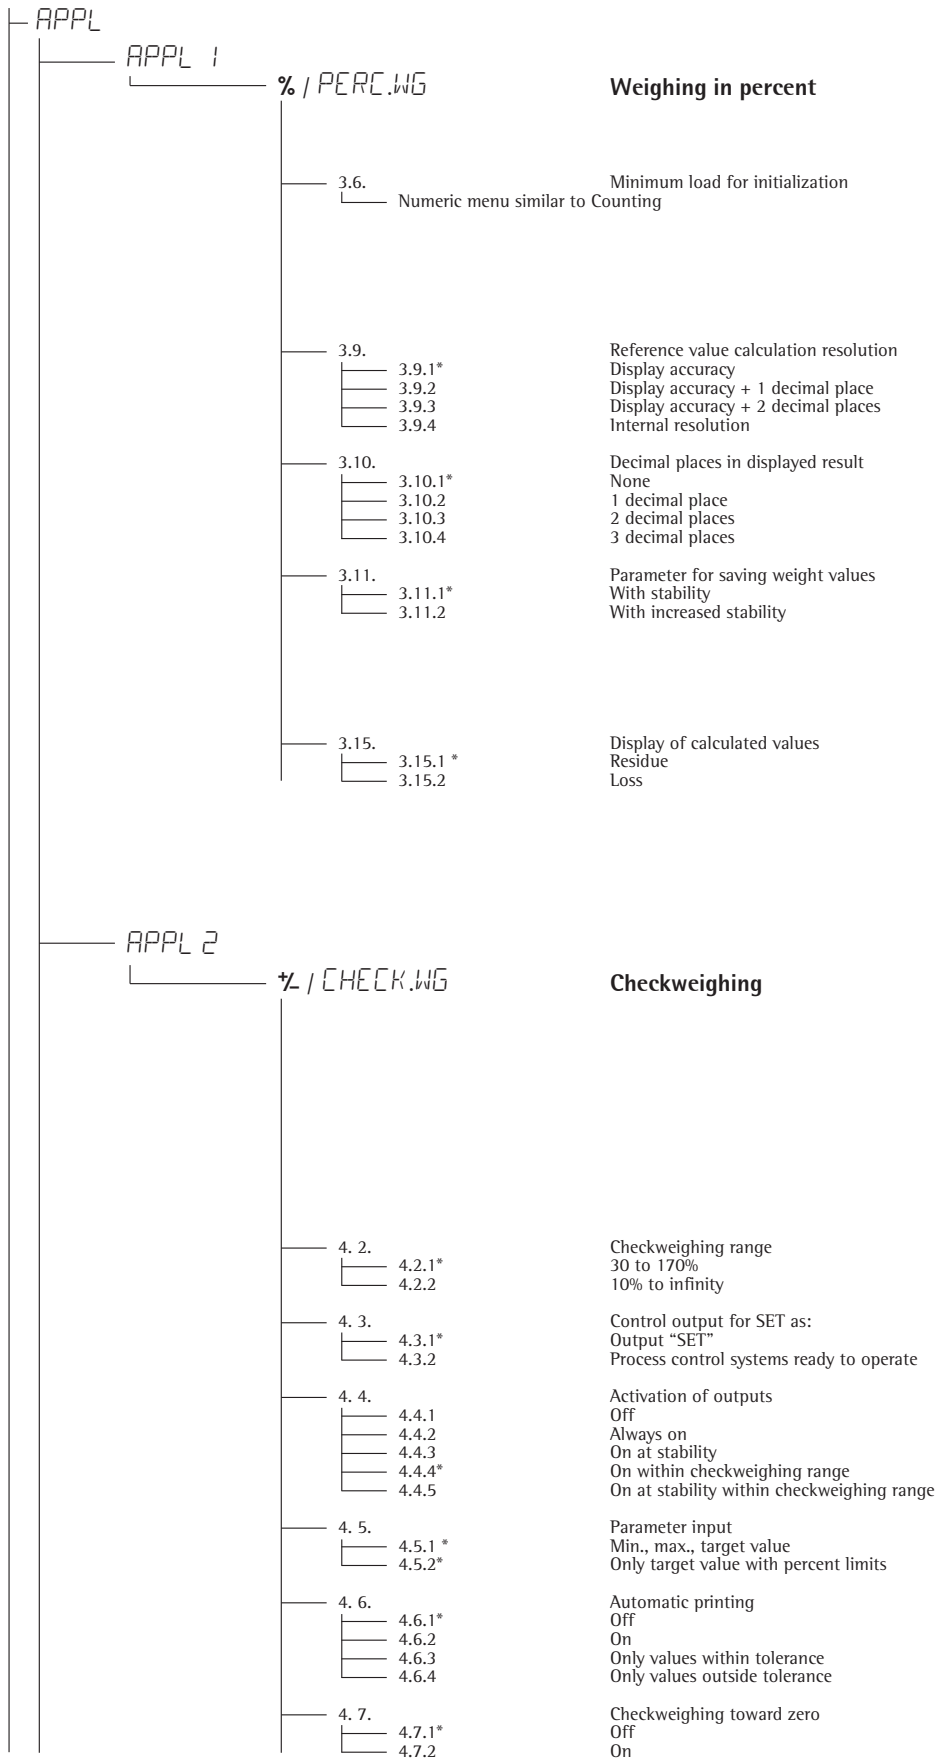 APPL
APPL 1
% / PERC.WG Weighing in percent
3.6. Minimum load for initialization
Numeric menu similar to Counting
3.9. Reference value calculation resolution
3.9.1* Display accuracy
3.9.2 Display accuracy + 1 decimal place
3.9.3 Display accuracy + 2 decimal places
3.9.4 Internal resolution
3.10. Decimal places in displayed result
3.10.1* None
3.10.2 1 decimal place
3.10.3 2 decimal places
3.10.4 3 decimal places
3.11. Parameter for saving weight values
3.11.1* With stability
3.11.2 With increased stability
3.15. Display of calculated values
3.15.1 * Residue
3.15.2 Loss
APPL 2
+/– / CHECK.WG Checkweighing
4. 2. Checkweighing range
4.2.1* 30 to 170%
4.2.2 10% to infinity
4. 3. Control output for SET as:
4.3.1* Output “SET”
4.3.2 Process control systems ready to operate
4. 4. Activation of outputs
4.4.1 Off
4.4.2 Always on
4.4.3 On at stability
4.4.4* On within checkweighing range
4.4.5 On at stability within checkweighing range
4. 5. Parameter input
4.5.1 * Min., max., target value
4.5.2* Only target value with percent limits
4. 6. Automatic printing
4.6.1* Off
4.6.2 On
4.6.3 Only values within tolerance
4.6.4 Only values outside tolerance
4. 7. Checkweighing toward zero
4.7.1* Off
4.7.2 On